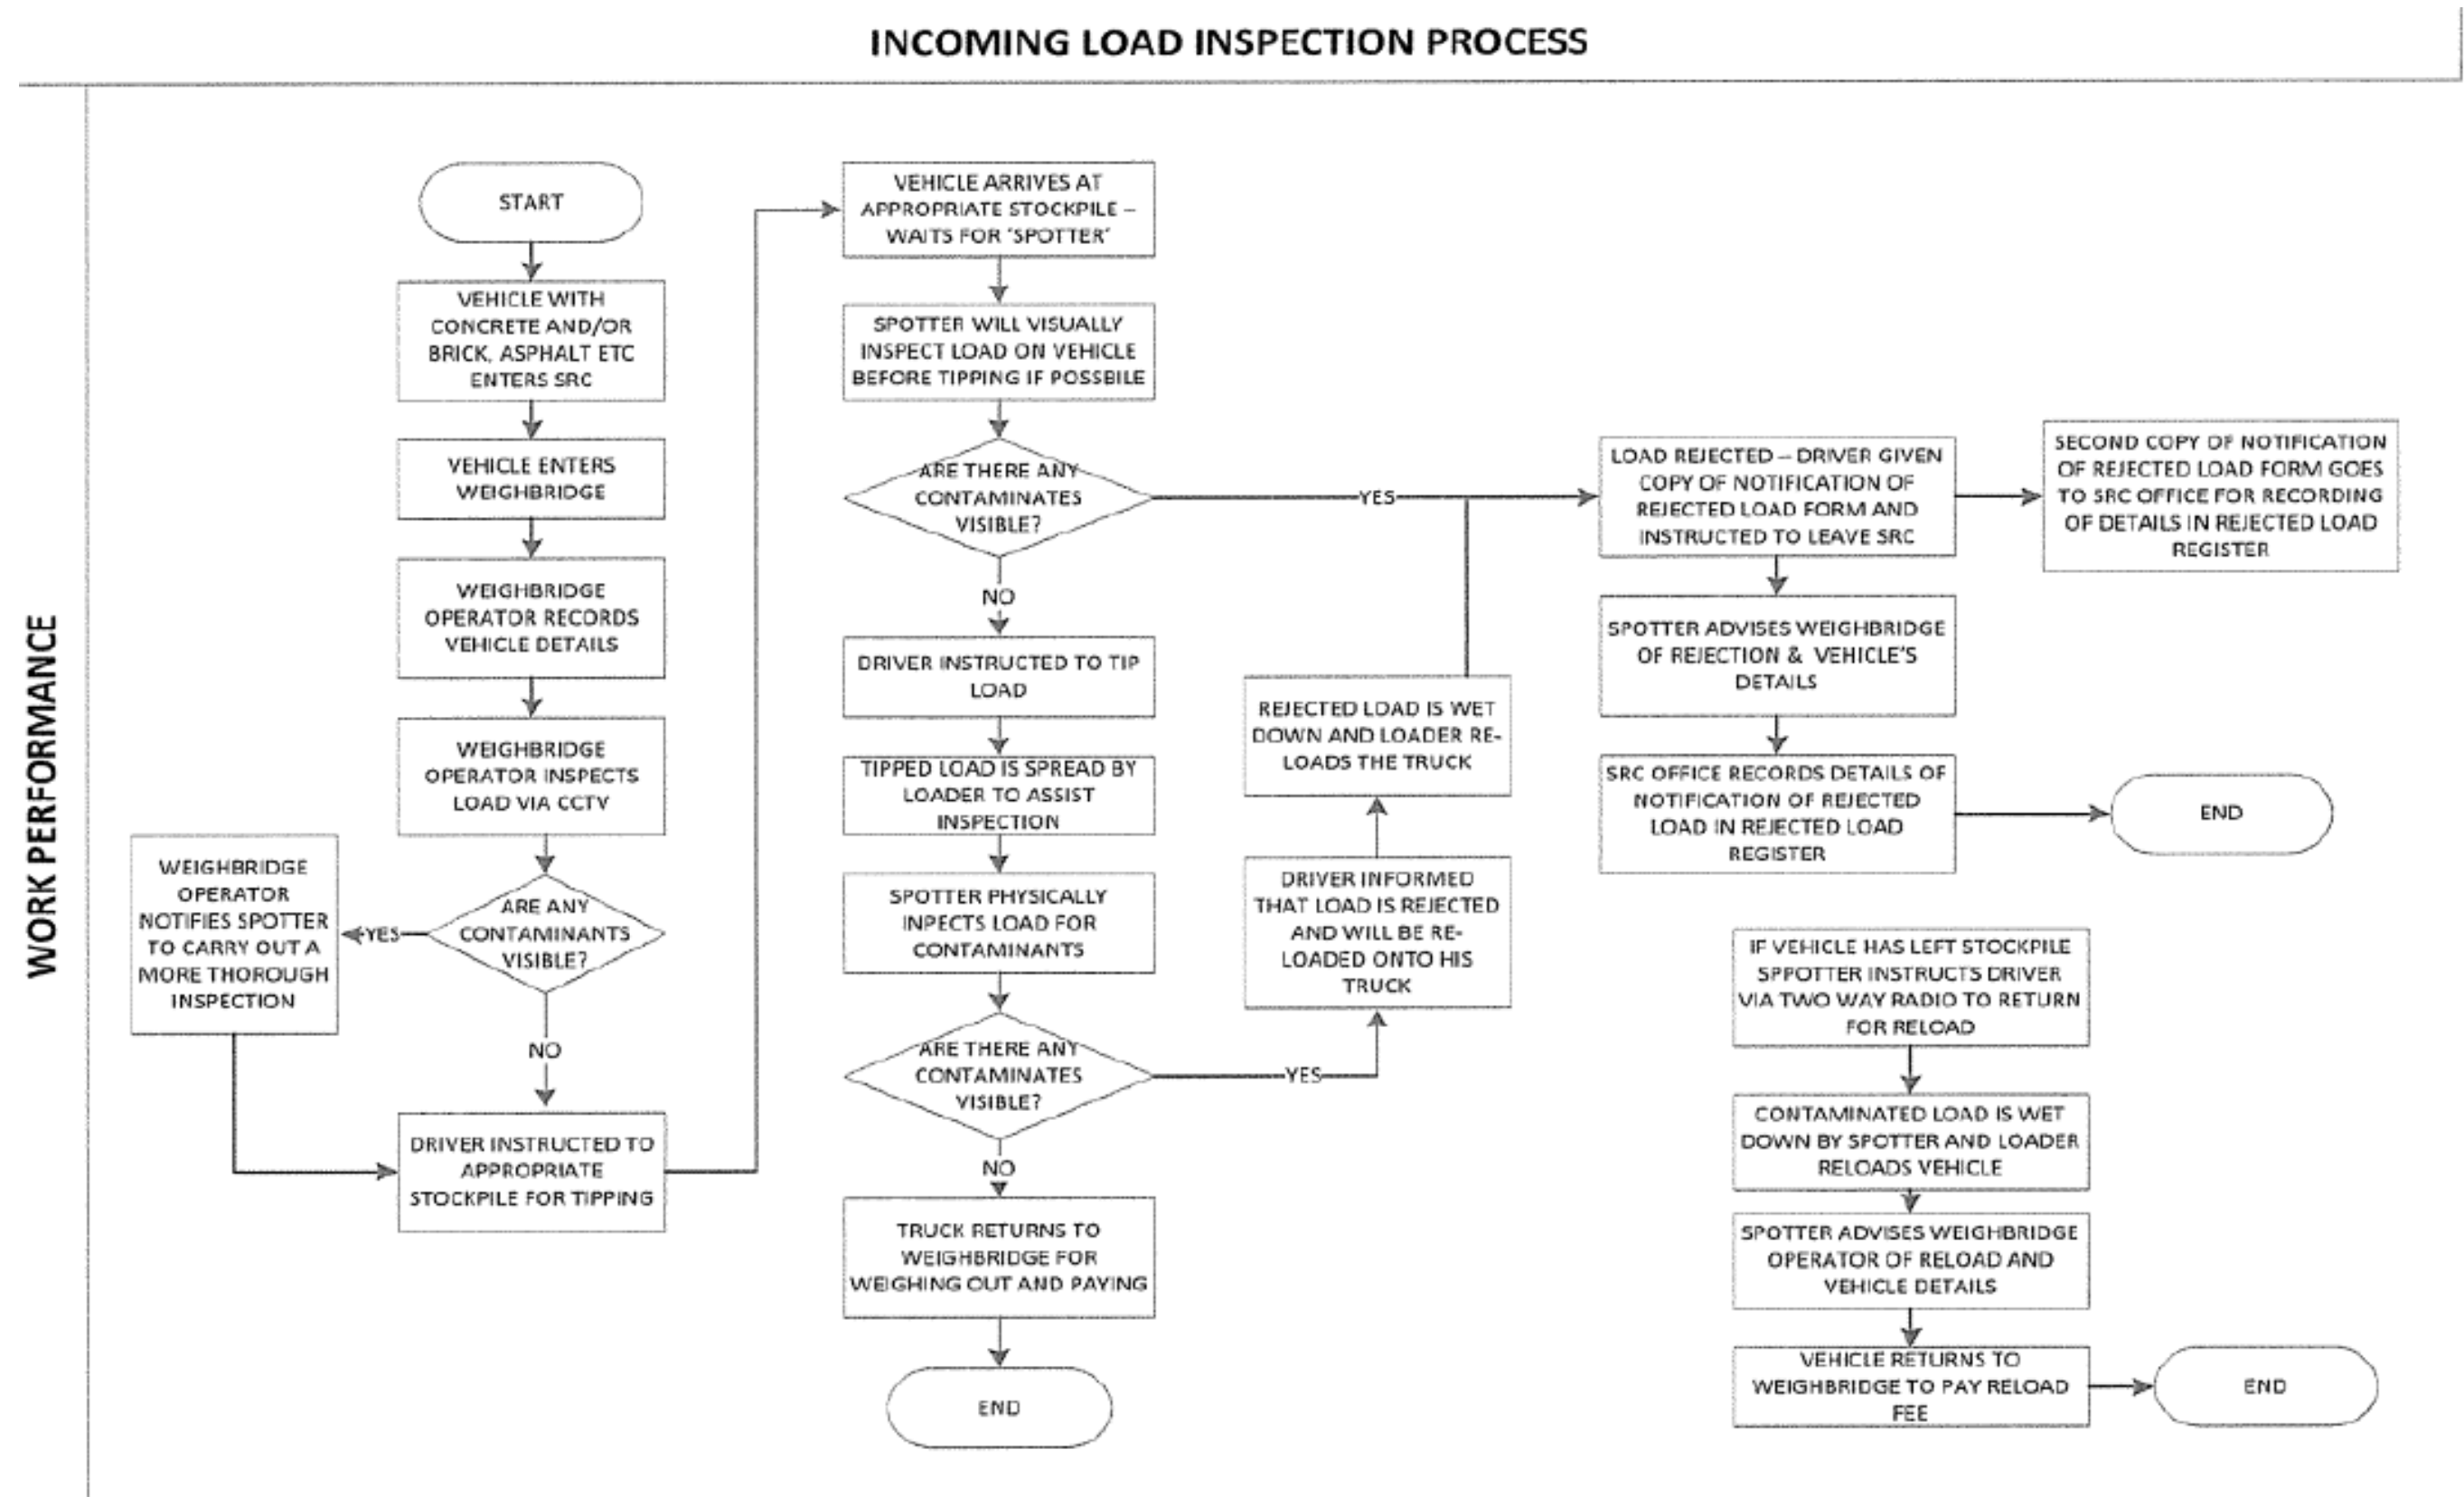 INCOMING LOAD INSPECTION PROCESS
WORK PERFORMANCE
START
VEHICLE WITH
CONCRETE AND/OR
BRICK, ASPHALT ETC
ENTERS SRC
VEHICLE ENTERS
WEIGHBRIDGE
WEIGHBRIDGE
OPERATOR RECORDS
VEHICLE DETAILS
WEIGHBRIDGE
OPERATOR INSPECTS
LOAD VIA CCTV
ARE ANY
CONTAMINANTS
VISIBLE?
YES
WEIGHBRIDGE
OPERATOR
NOTIFIES SPOTTER
TO CARRY OUT A
MORE THOROUGH
INSPECTION
NO
DRIVER INSTRUCTED TO
APPROPRIATE
STOCKPILE FOR TIPPING
VEHICLE ARRIVES AT
APPROPRIATE STOCKPILE –
WAITS FOR 'SPOTTER'
SPOTTER WILL VISUALLY
INSPECT LOAD ON VEHICLE
BEFORE TIPPING IF POSSBILE
ARE THERE ANY
CONTAMINATES
VISIBLE?
YES
NO
DRIVER INSTRUCTED TO TIP
LOAD
TIPPED LOAD IS SPREAD BY
LOADER TO ASSIST
INSPECTION
SPOTTER PHYSICALLY
INPECTS LOAD FOR
CONTAMINANTS
ARE THERE ANY
CONTAMINATES
VISIBLE?
YES
NO
TRUCK RETURNS TO
WEIGHBRIDGE FOR
WEIGHING OUT AND PAYING
END
DRIVER INFORMED
THAT LOAD IS REJECTED
AND WILL BE RE-
LOADED ONTO HIS
TRUCK
REJECTED LOAD IS WET
DOWN AND LOADER RE-
LOADS THE TRUCK
LOAD REJECTED – DRIVER GIVEN
COPY OF NOTIFICATION OF
REJECTED LOAD FORM AND
INSTRUCTED TO LEAVE SRC
SECOND COPY OF NOTIFICATION
OF REJECTED LOAD FORM GOES
TO SRC OFFICE FOR RECORDING
OF DETAILS IN REJECTED LOAD
REGISTER
SPOTTER ADVISES WEIGHBRIDGE
OF REJECTION & VEHICLE'S
DETAILS
SRC OFFICE RECORDS DETAILS OF
NOTIFICATION OF REJECTED
LOAD IN REJECTED LOAD
REGISTER
END
IF VEHICLE HAS LEFT STOCKPILE
SPPOTTER INSTRUCTS DRIVER
VIA TWO WAY RADIO TO RETURN
FOR RELOAD
CONTAMINATED LOAD IS WET
DOWN BY SPOTTER AND LOADER
RELOADS VEHICLE
SPOTTER ADVISES WEIGHBRIDGE
OPERATOR OF RELOAD AND
VEHICLE DETAILS
VEHICLE RETURNS TO
WEIGHBRIDGE TO PAY RELOAD
FEE
END